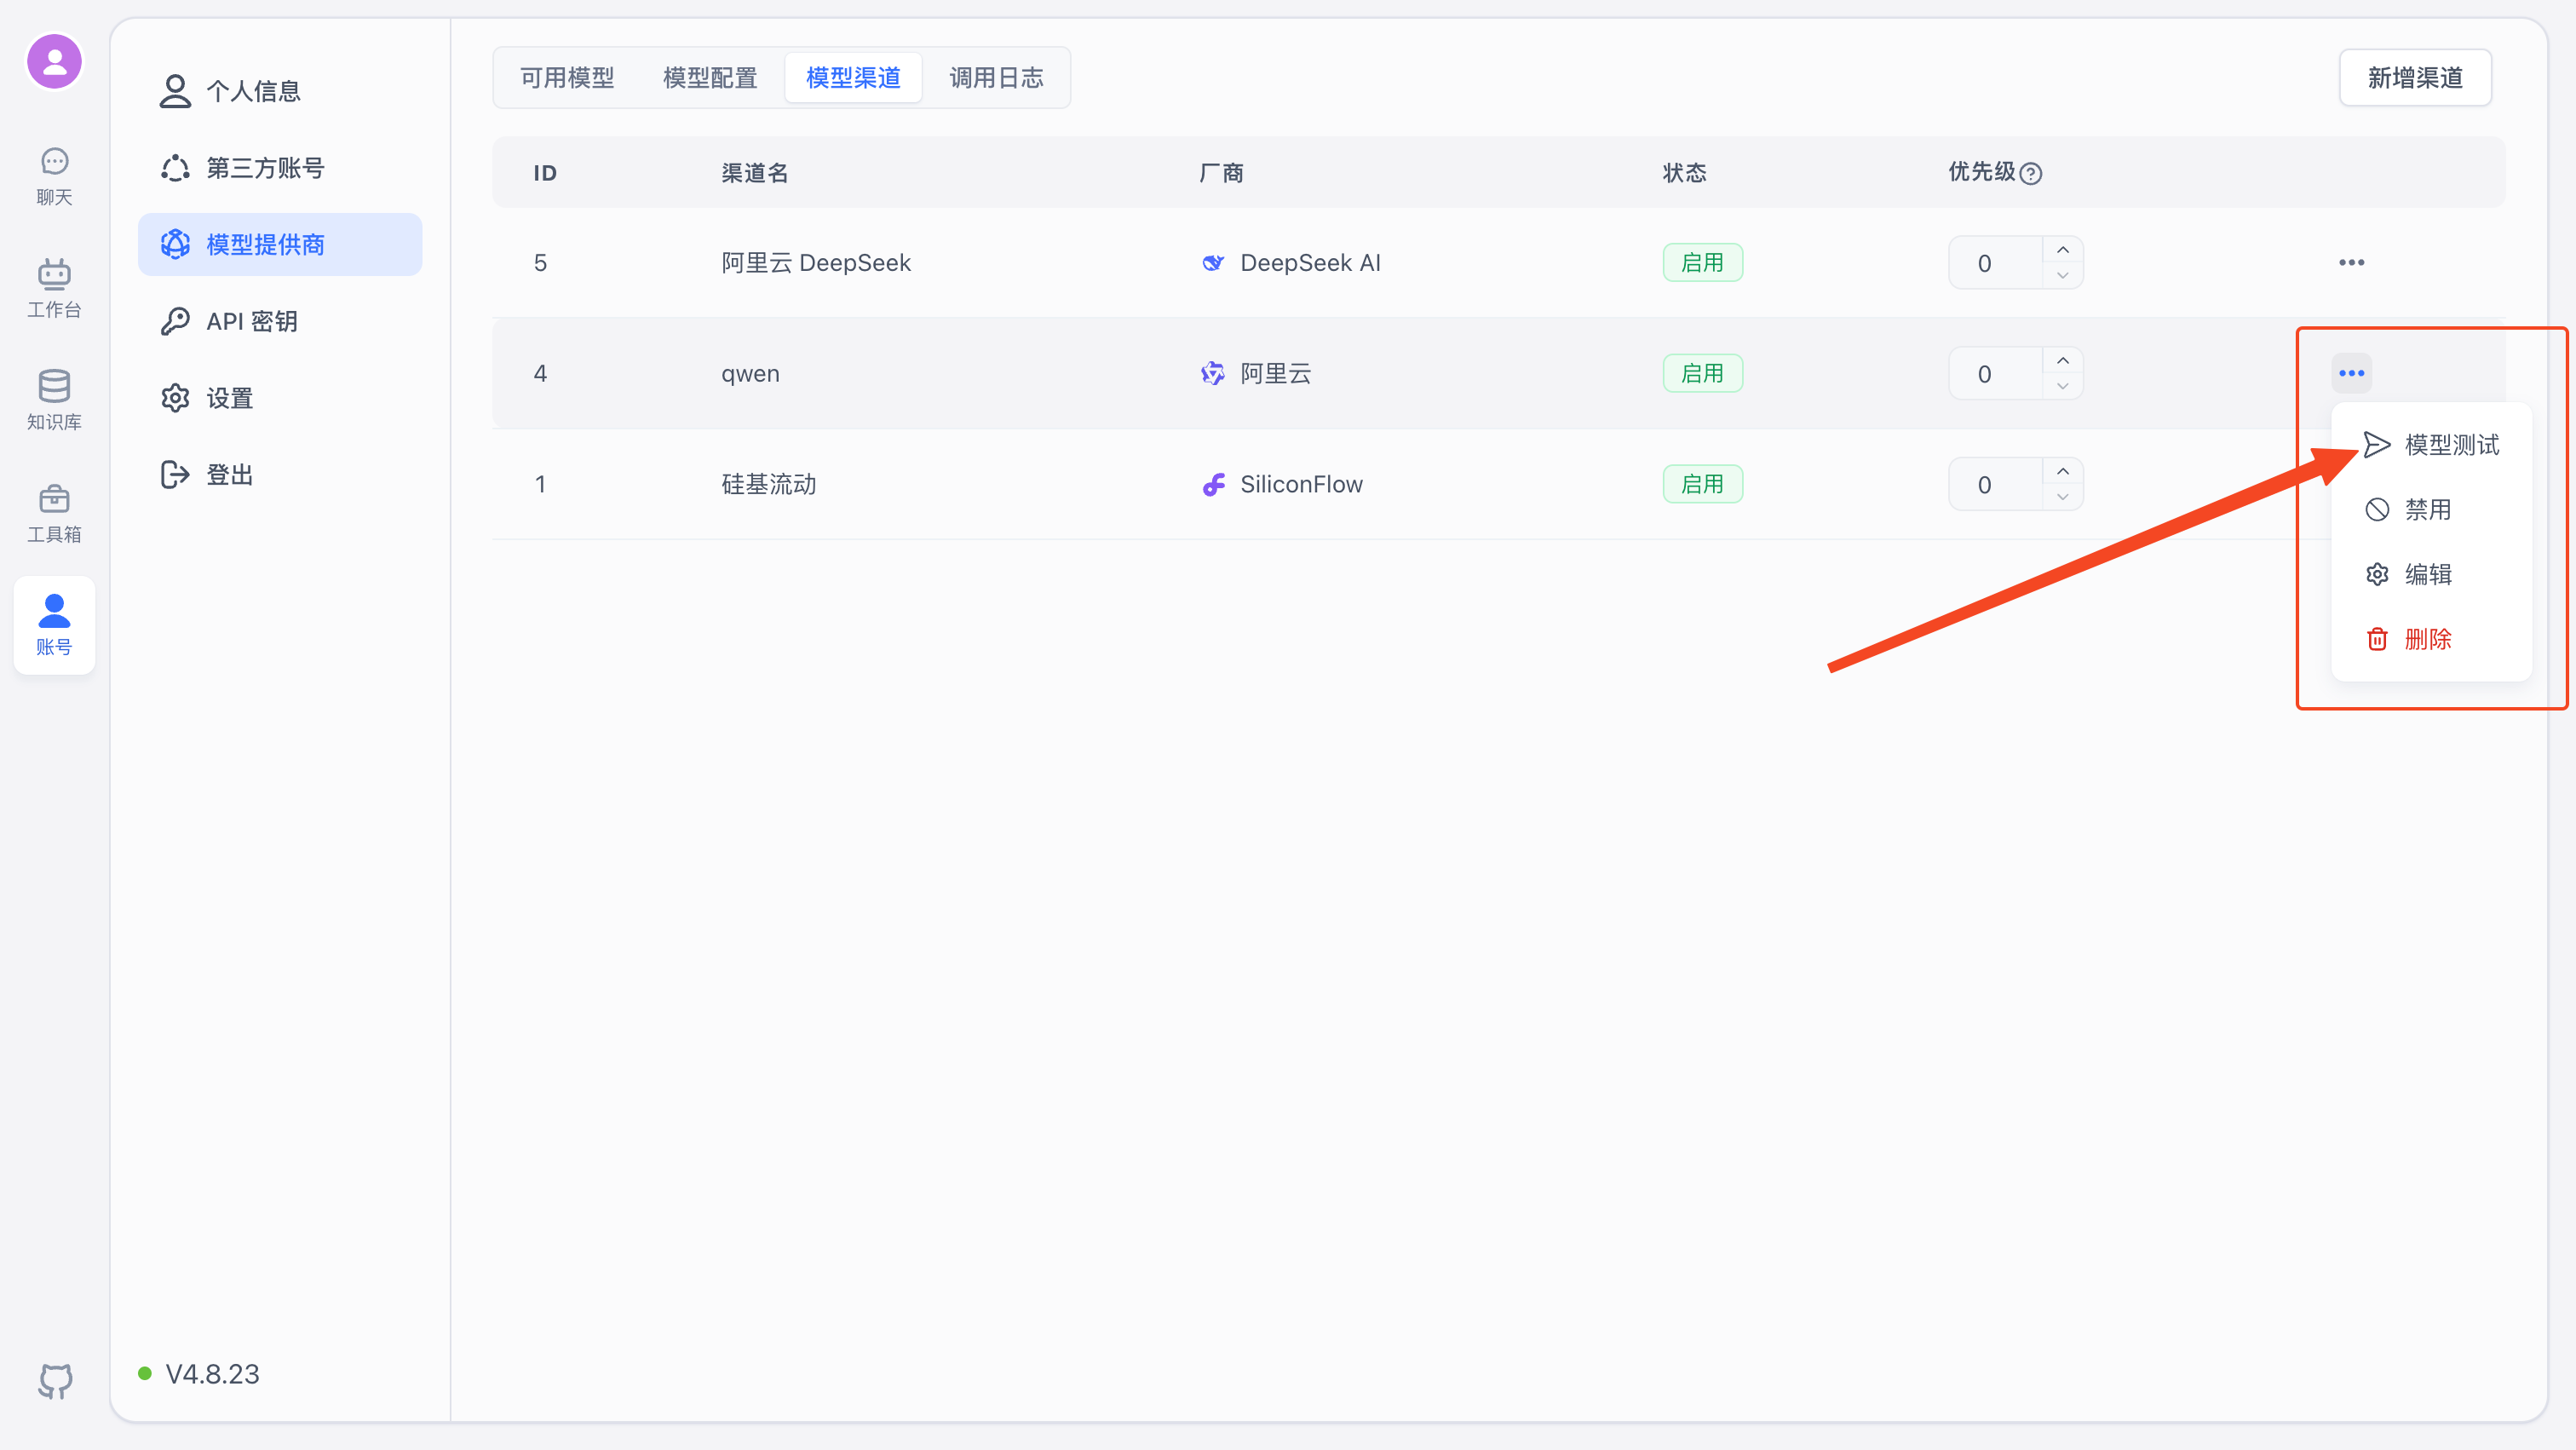 聊天
工作台
知识库
工具箱
账号
个人信息
第三方账号
模型提供商
API 密钥
设置
登出
V4.8.23
可用模型 模型配置 模型渠道 调用日志
新增渠道
ID 渠道名 厂商 状态 优先级
5 阿里云 DeepSeek DeepSeek AI 启用 0
4 qwen 阿里云 启用 0
1 硅基流动 SiliconFlow 启用 0
模型测试
禁用
编辑
删除